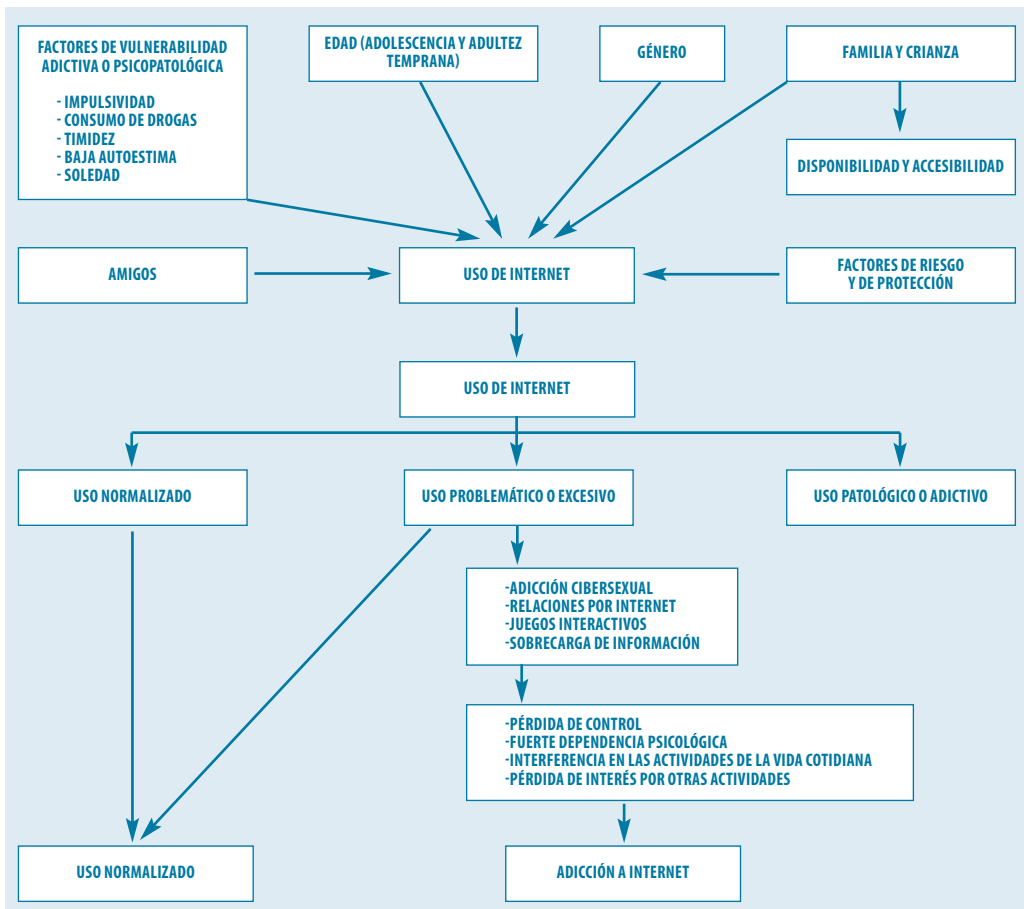 FACTORES DE VULNERABILIDAD
ADICTIVA O PSICOPATOLÓGICA
- IMPULSIVIDAD
- CONSUMO DE DROGAS
- TIMIDEZ
- BAJA AUTOESTIMA
- SOLEDAD
EDAD (ADOLESCENCIA Y ADULTEZ
TEMPRANA)
GÉNERO
FAMILIA Y CRIANZA
DISPONIBILIDAD Y ACCESIBILIDAD
AMIGOS
USO DE INTERNET
FACTORES DE RIESGO
Y DE PROTECCIÓN
USO DE INTERNET
USO NORMALIZADO
USO PROBLEMÁTICO O EXCESIVO
USO PATOLÓGICO O ADICTIVO
-ADICCIÓN CIBERSEXUAL
-RELACIONES POR INTERNET
-JUEGOS INTERACTIVOS
-SOBRECARGA DE INFORMACIÓN
-PÉRDIDA DE CONTROL
-FUERTE DEPENDENCIA PSICOLÓGICA
-INTERFERENCIA EN LAS ACTIVIDADES DE LA VIDA COTIDIANA
-PÉRDIDA DE INTERÉS POR OTRAS ACTIVIDADES
USO NORMALIZADO
ADICCIÓN A INTERNET